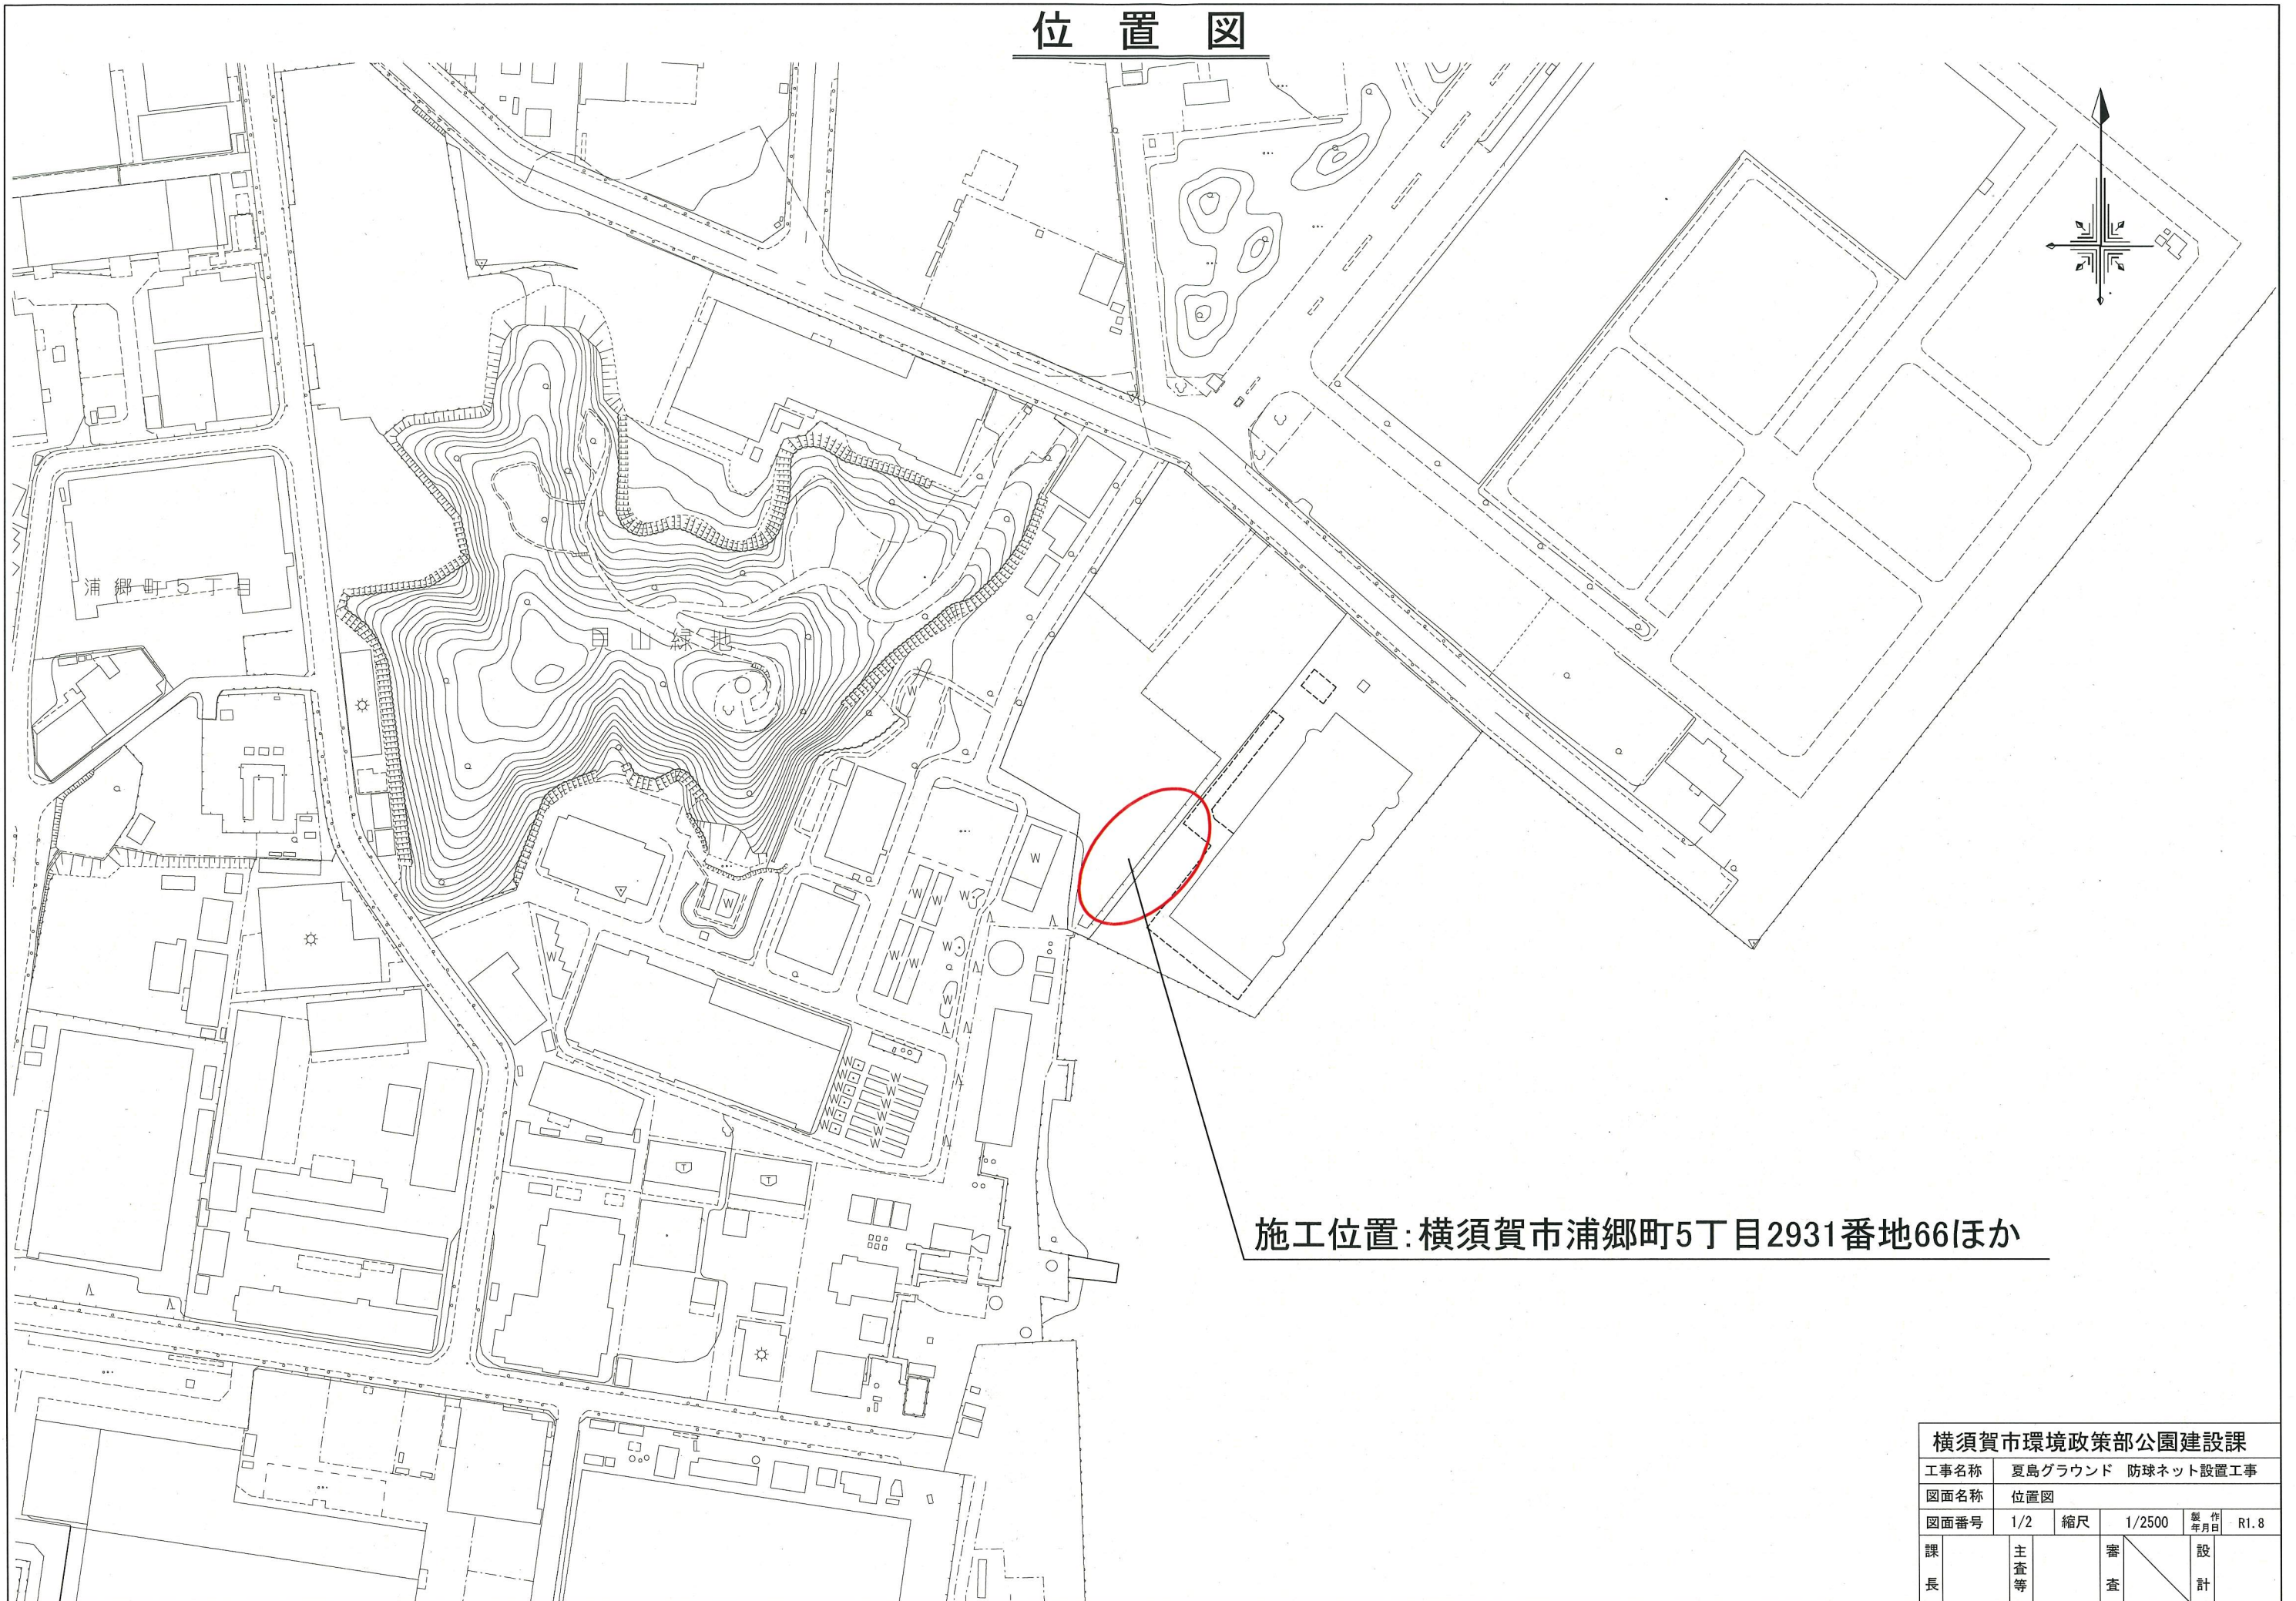 位置図
浦郷町5丁目
山緑地
施工位置:横須賀市浦郷町5丁目2931番地66ほか
横須賀市環境政策部公園建設課
工事名称 夏島グラウンド 防球ネット設置工事
図面名称 位置図
図面番号 1/2 縮尺 1/2500 製作年月日 R1.8
課長 主査等 審査 設計